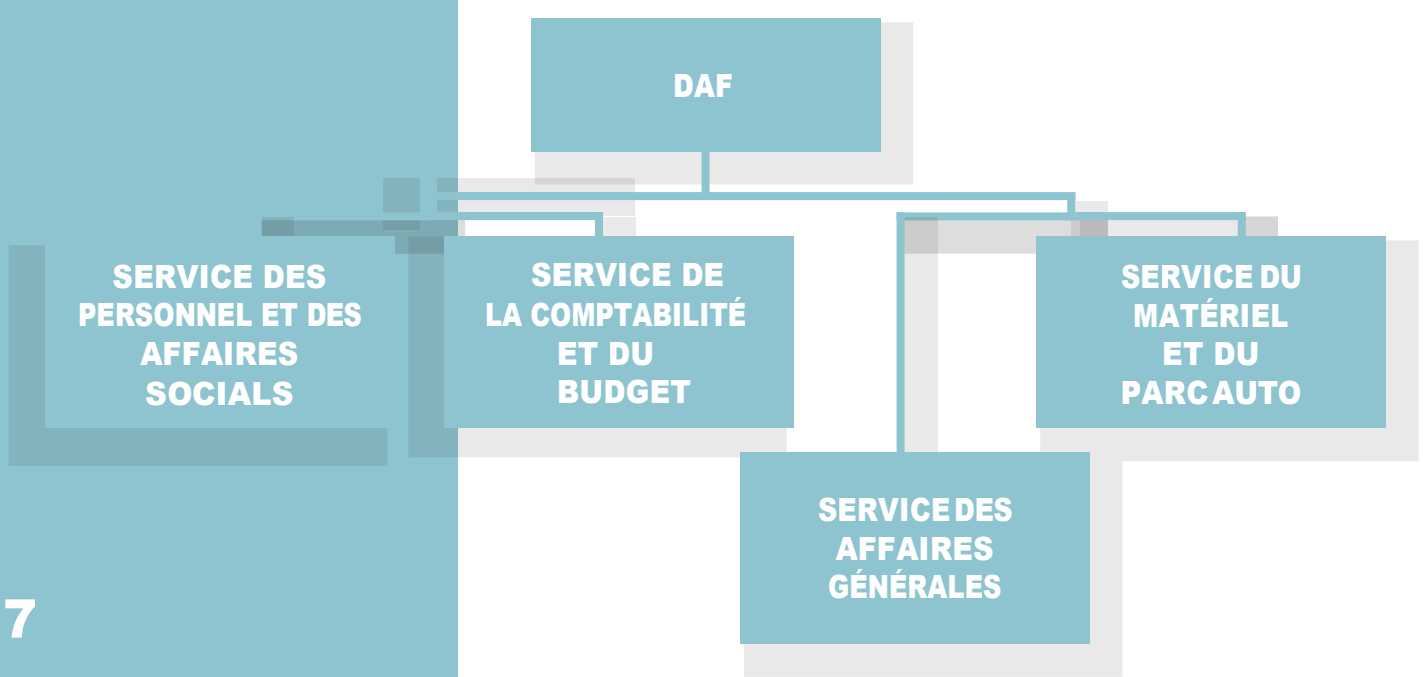 DAF
SERVICE DES
PERSONNEL ET DES
AFFAIRES
SOCIALS
SERVICE DE
LA COMPTABILITÉ
ET DU
BUDGET
SERVICE DU
MATÉRIEL
ET DU
PARC AUTO
SERVICE DES
AFFAIRES
GÉNÉRALES
7